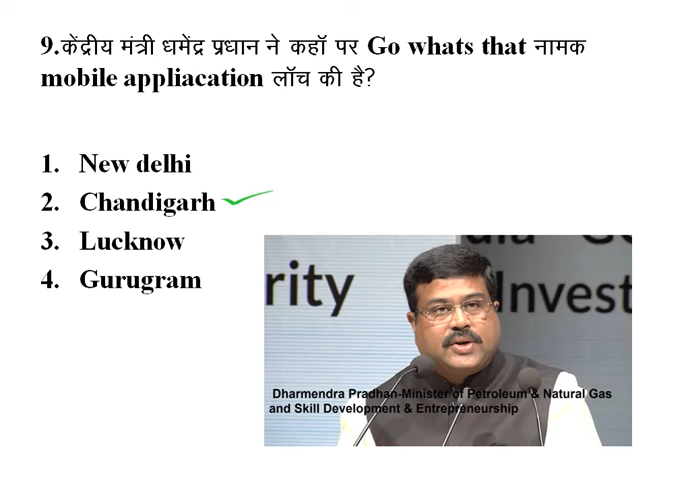 9.केंद्रीय मंत्री धमेंद्र प्रधान ने कहॉ पर Go whats that नामक
mobile appliacation लॉच की है?
1. New delhi
2. Chandigarh
3. Lucknow
4. Gurugram
rity
Invest
Dharmendra Pradhan-Minister of Petroleum & Natural Gas
and Skill Development & Entrepreneurship